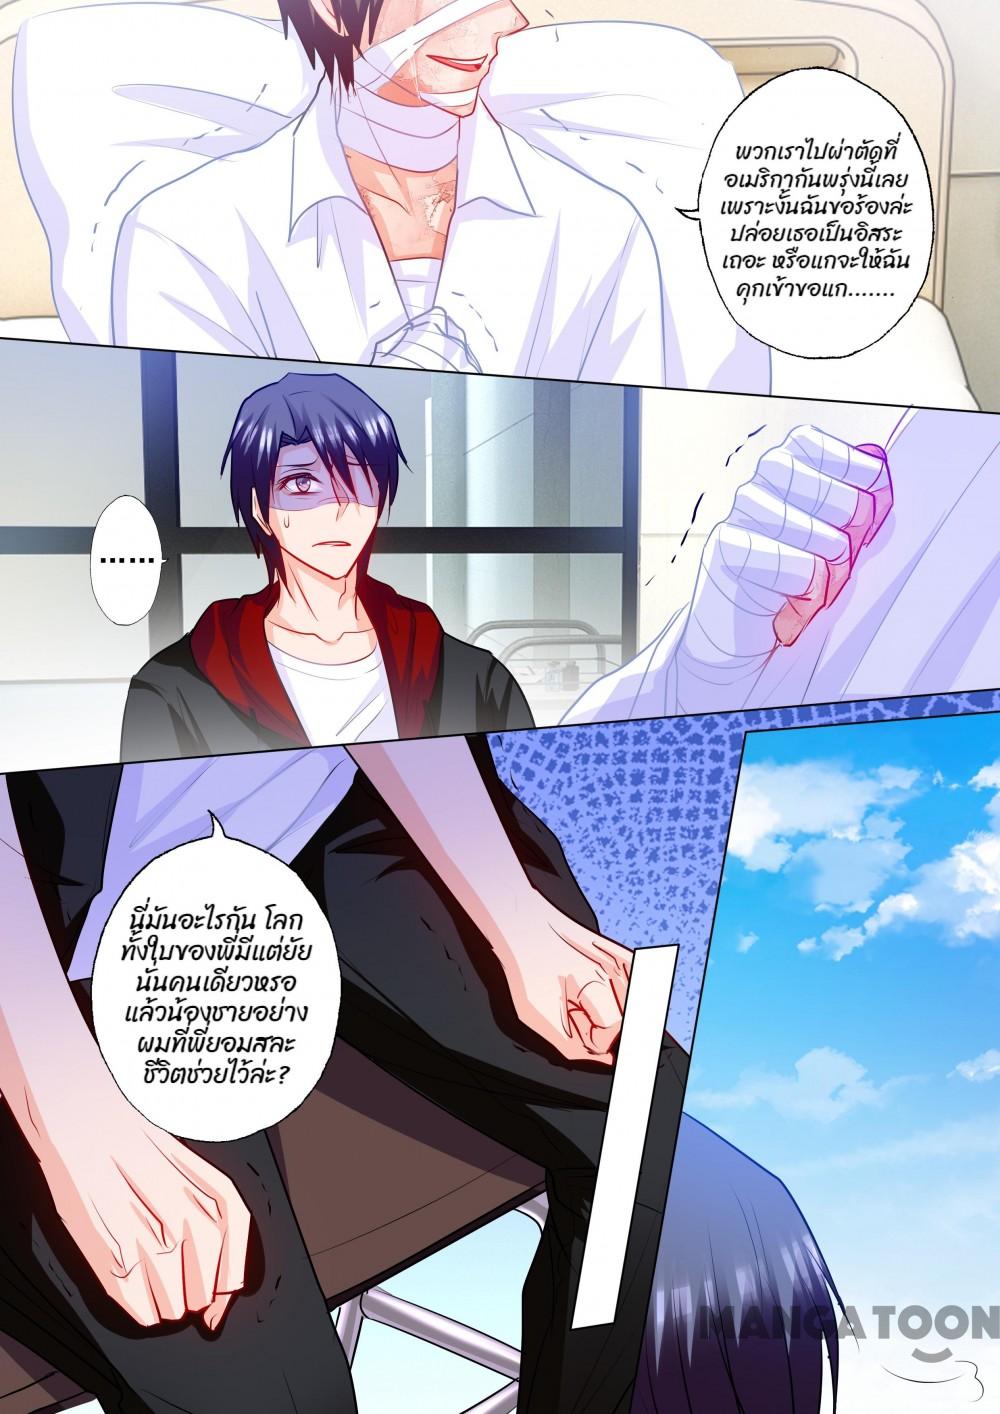 พวกเราไปผ่าตัดที่
อเมริกากันพรุ่งนี้เลย
เพราะงั้นฉันขอร้องล่ะ
ปล่อยเธอเป็นอิสระ
เถอะ หรือแกจะให้ฉัน
คุกเข้าขอแก.......
......
นี่มันอะไรกัน โลก
ทั้งใบของพี่มีแต่ยัย
นั่นคนเดียวหรอ
แล้วน้องชายอย่าง
ผมที่พี่ยอมสละ
ชีวิตช่วยไว้ล่ะ?
MANGATOON